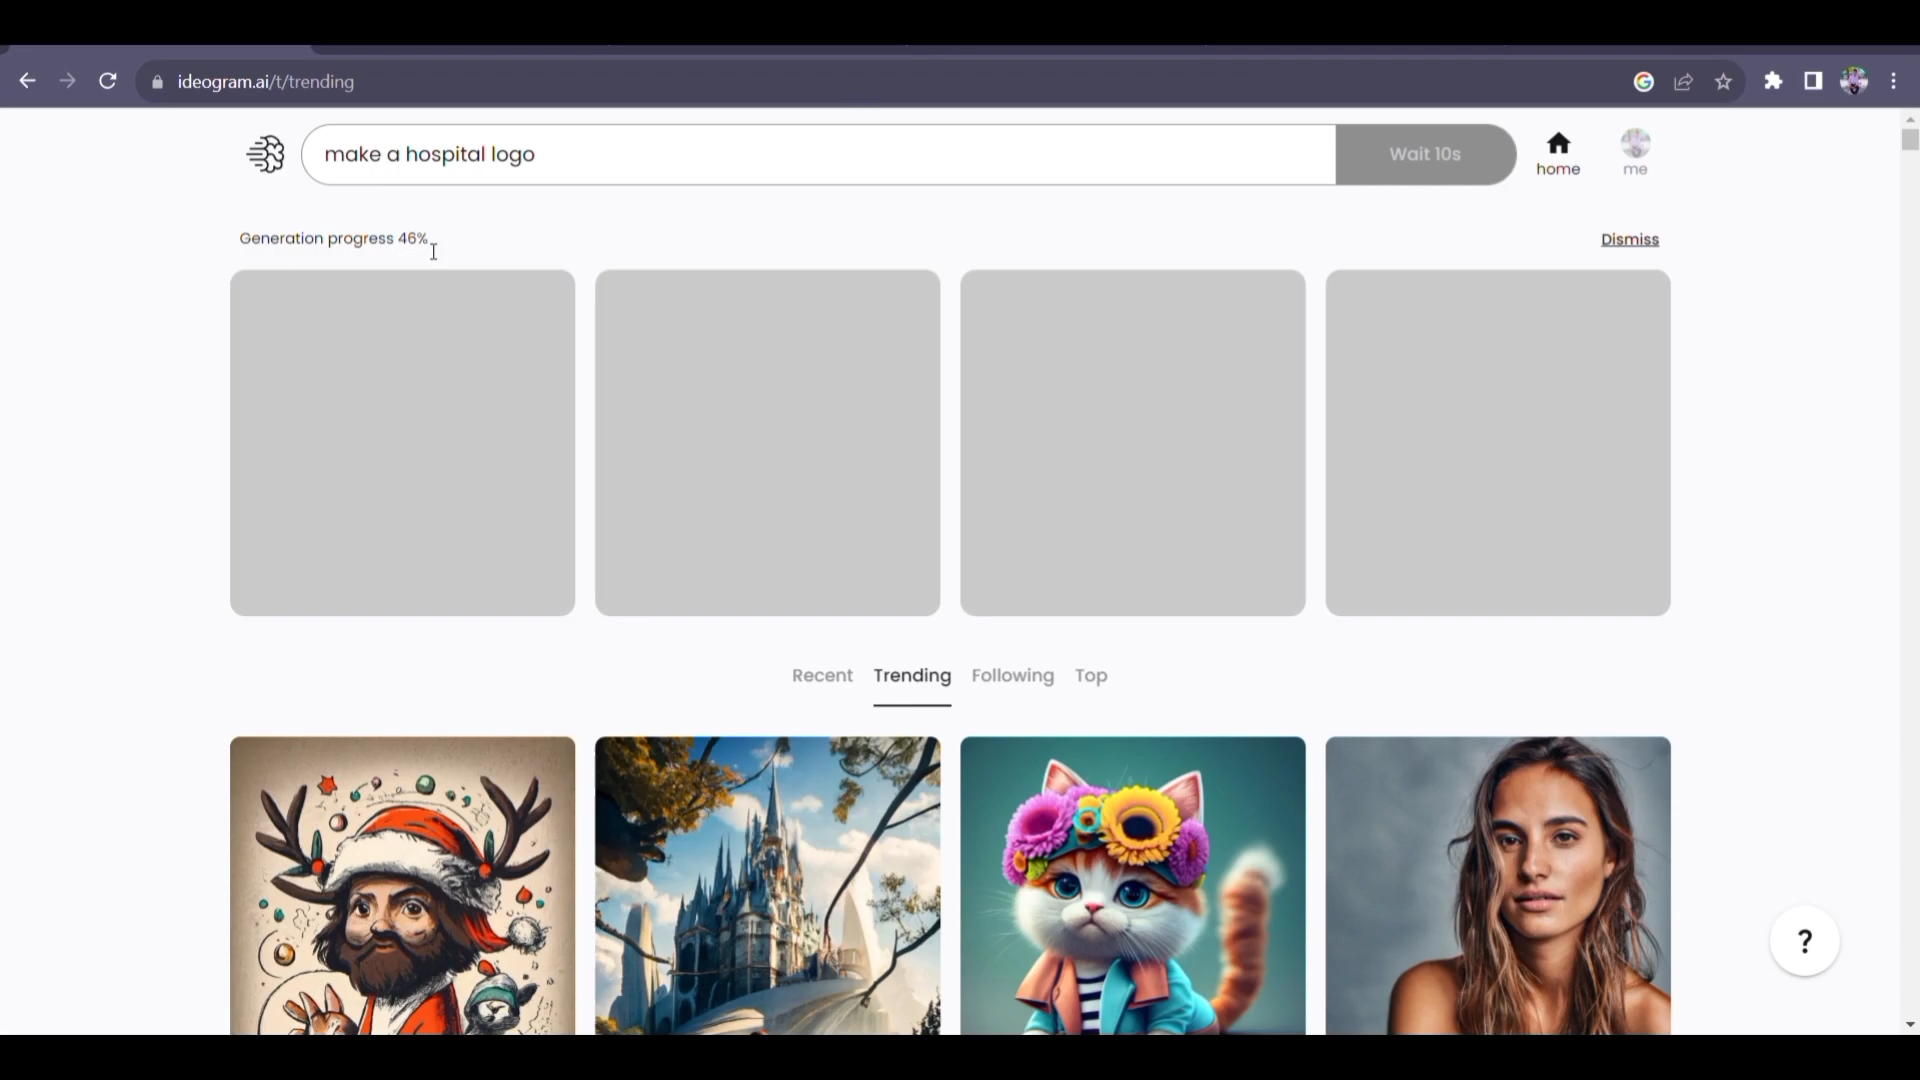 ideogram.ai/t/trending
make a hospital logo
Wait 10s
home
me
Generation progress 46%
Dismiss
Recent Trending Following Top
?